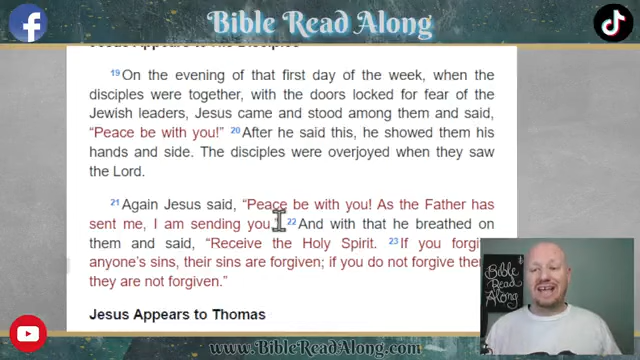 Bible Read Along
Jesus Appears to His Disciples
19 On the evening of that first day of the week, when the
disciples were together, with the doors locked for fear of the
Jewish leaders, Jesus came and stood among them and said,
“Peace be with you!” 20 After he said this, he showed them his
hands and side. The disciples were overjoyed when they saw
the Lord.
21 Again Jesus said, “Peace be with you! As the Father has
sent me, I am sending you.” 22 And with that he breathed on
them and said, “Receive the Holy Spirit. 23 If you forgiv
anyone’s sins, their sins are forgiven; if you do not forgive the
they are not forgiven.”
Jesus Appears to Thomas
Bible
Read
Along
www.BibleReadAlong.com